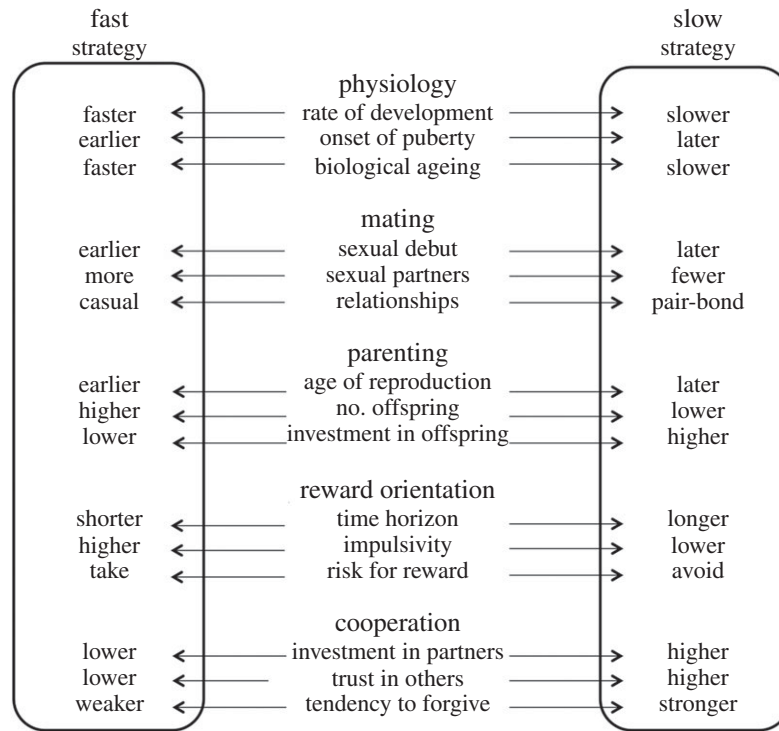 fast slow
strategy strategy
physiology
faster rate of development slower
earlier onset of puberty later
faster biological ageing slower
mating
earlier sexual debut later
more sexual partners fewer
casual relationships pair-bond
parenting
earlier age of reproduction later
higher no. offspring lower
lower investment in offspring higher
reward orientation
shorter time horizon longer
higher impulsivity lower
take risk for reward avoid
cooperation
lower investment in partners higher
lower trust in others higher
weaker tendency to forgive stronger